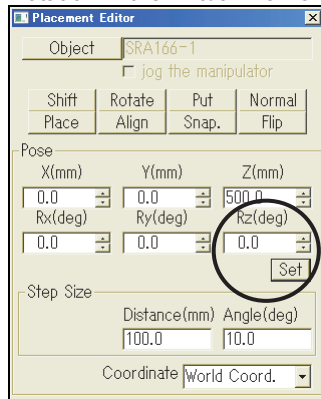 Placement Editor
Object SRA166-1
jog the manipulator
Shift Rotate Put Normal
Place Align Snap. Flip
Pose
X(mm) Y(mm) Z(mm)
0.0 0.0 500.0
Rx(deg) Ry(deg) Rz(deg)
0.0 0.0 0.0
Set
Step Size
Distance(mm) Angle(deg)
100.0 10.0
Coordinate World Coord.